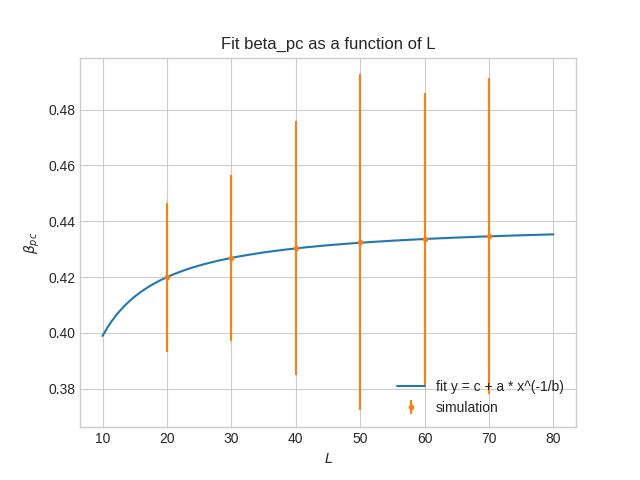 Fit beta_pc as a function of L
0.48
0.46
0.44
0.42
0.40
0.38
β_pc
10 20 30 40 50 60 70 80
L
fit y = c + a * x^(-1/b)
simulation